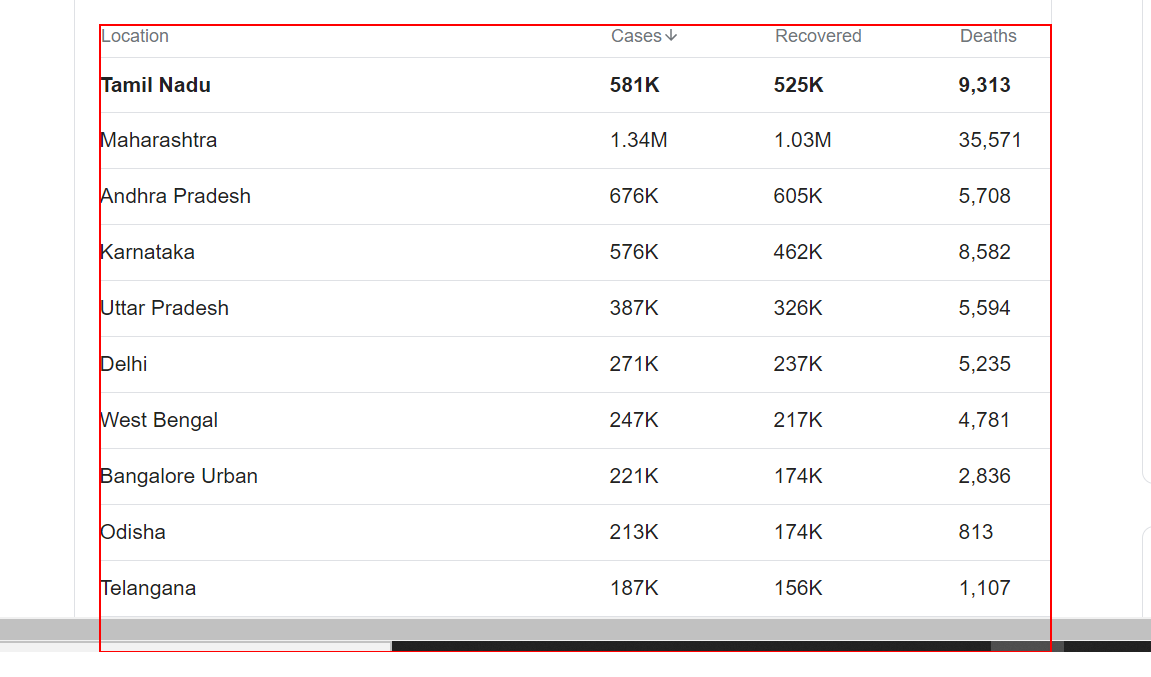 Location Cases↓ Recovered Deaths
Tamil Nadu 581K 525K 9,313
Maharashtra 1.34M 1.03M 35,571
Andhra Pradesh 676K 605K 5,708
Karnataka 576K 462K 8,582
Uttar Pradesh 387K 326K 5,594
Delhi 271K 237K 5,235
West Bengal 247K 217K 4,781
Bangalore Urban 221K 174K 2,836
Odisha 213K 174K 813
Telangana 187K 156K 1,107